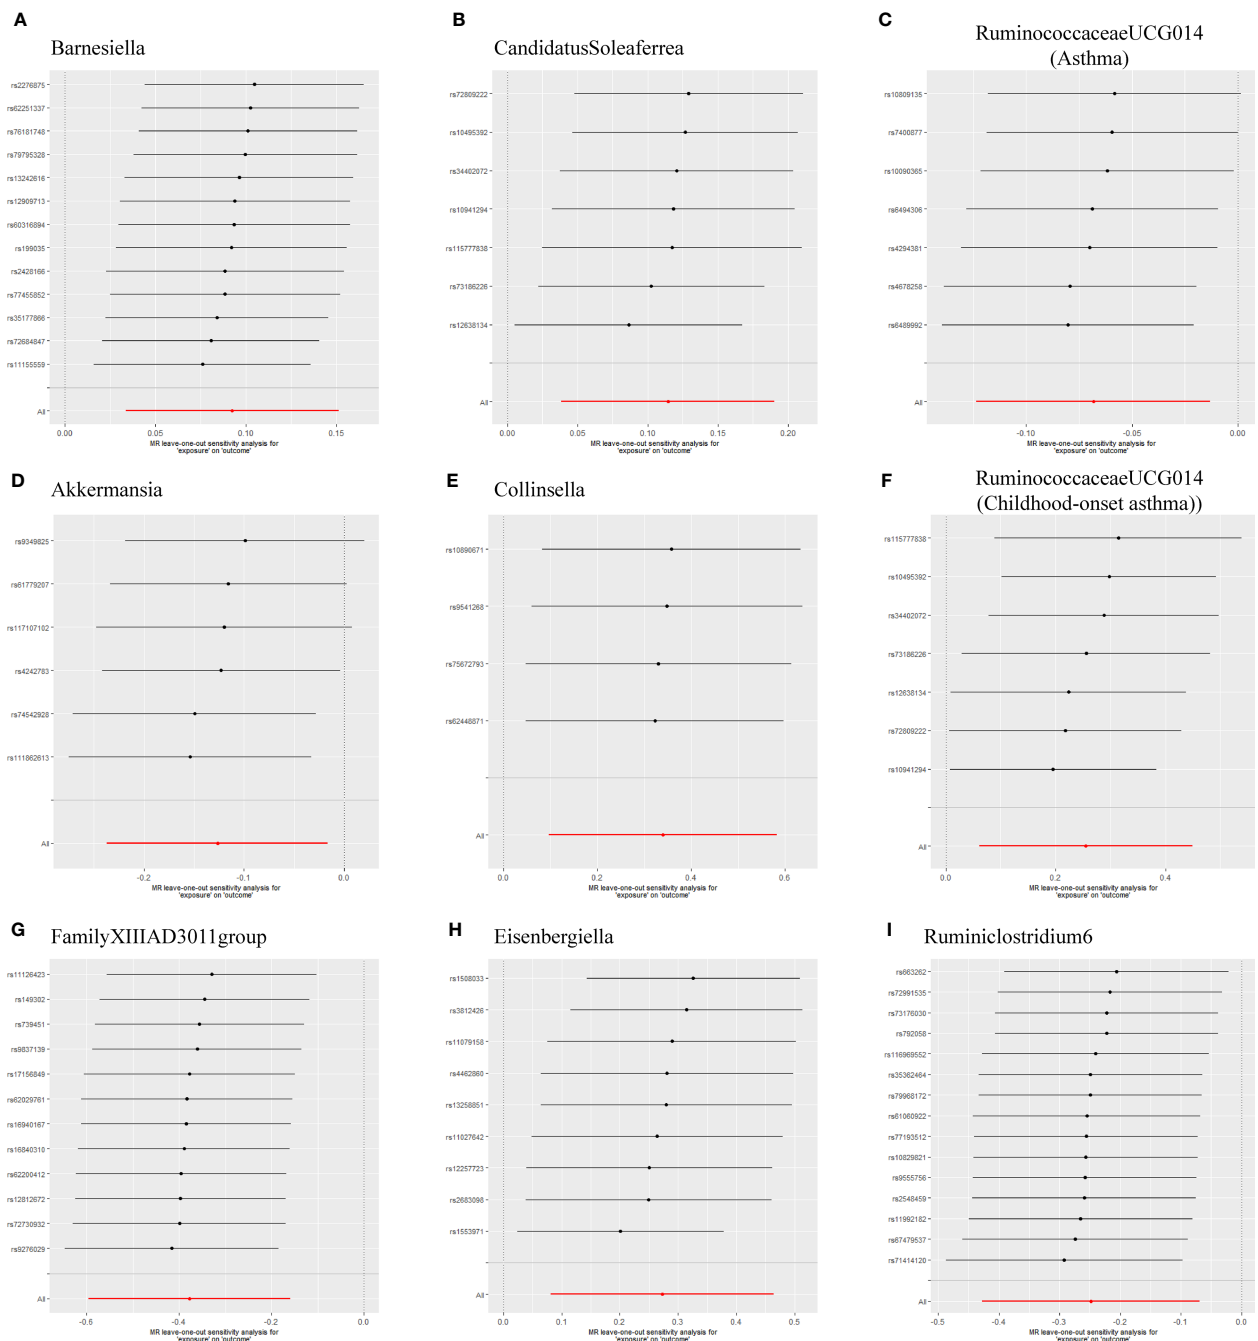 A
Barnesiella
rs2276875
rs62251337
rs76181748
rs79795328
rs13242616
rs12909713
rs60316894
rs199035
rs2428166
rs77455852
rs35177866
rs72684847
rs11155559
All
0.00 0.05 0.10 0.15
MR leave-one-out sensitivity analysis for
'exposure' on 'outcome'
B
CandidatusSoleaferrea
rs72809222
rs10495392
rs34402072
rs10941294
rs115777838
rs73186226
rs12638134
All
0.00 0.05 0.10 0.15 0.20
MR leave-one-out sensitivity analysis for
'exposure' on 'outcome'
C
RuminococcaceaeUCG014
(Asthma)
rs10809135
rs7400877
rs10090365
rs6494306
rs4294381
rs4678258
rs6489992
All
-0.10 -0.05 0.00
MR leave-one-out sensitivity analysis for
'exposure' on 'outcome'
D
Akkermansia
rs9349825
rs61779207
rs117107102
rs4242783
rs74542928
rs111862613
All
-0.2 -0.1 0.0
MR leave-one-out sensitivity analysis for
'exposure' on 'outcome'
E
Collinsella
rs10890671
rs9541268
rs75672793
rs62448871
All
0.0 0.2 0.4 0.6
MR leave-one-out sensitivity analysis for
'exposure' on 'outcome'
F
RuminococcaceaeUCG014
(Childhood-onset asthma))
rs115777838
rs10495392
rs34402072
rs73186226
rs12638134
rs72809222
rs10941294
All
0.0 0.2 0.4
MR leave-one-out sensitivity analysis for
'exposure' on 'outcome'
G
FamilyXIIIAD3011group
rs11126423
rs149302
rs739451
rs9837139
rs17156849
rs62029761
rs16940167
rs16840310
rs62200412
rs12812672
rs72730932
rs9276029
All
-0.6 -0.4 -0.2 0.0
MR leave-one-out sensitivity analysis for
'exposure' on 'outcome'
H
Eisenbergiella
rs1508033
rs3812426
rs11079158
rs4462860
rs13258851
rs11027642
rs12257723
rs2683098
rs1553971
All
0.0 0.1 0.2 0.3 0.4 0.5
MR leave-one-out sensitivity analysis for
'exposure' on 'outcome'
I
Ruminiclostridium6
rs663262
rs72991535
rs73176030
rs792058
rs116969552
rs35362464
rs79968172
rs61060922
rs77193512
rs10829821
rs9555756
rs2548459
rs11992182
rs67479537
rs71414120
All
-0.5 -0.4 -0.3 -0.2 -0.1 0.0
MR leave-one-out sensitivity analysis for
'exposure' on 'outcome'